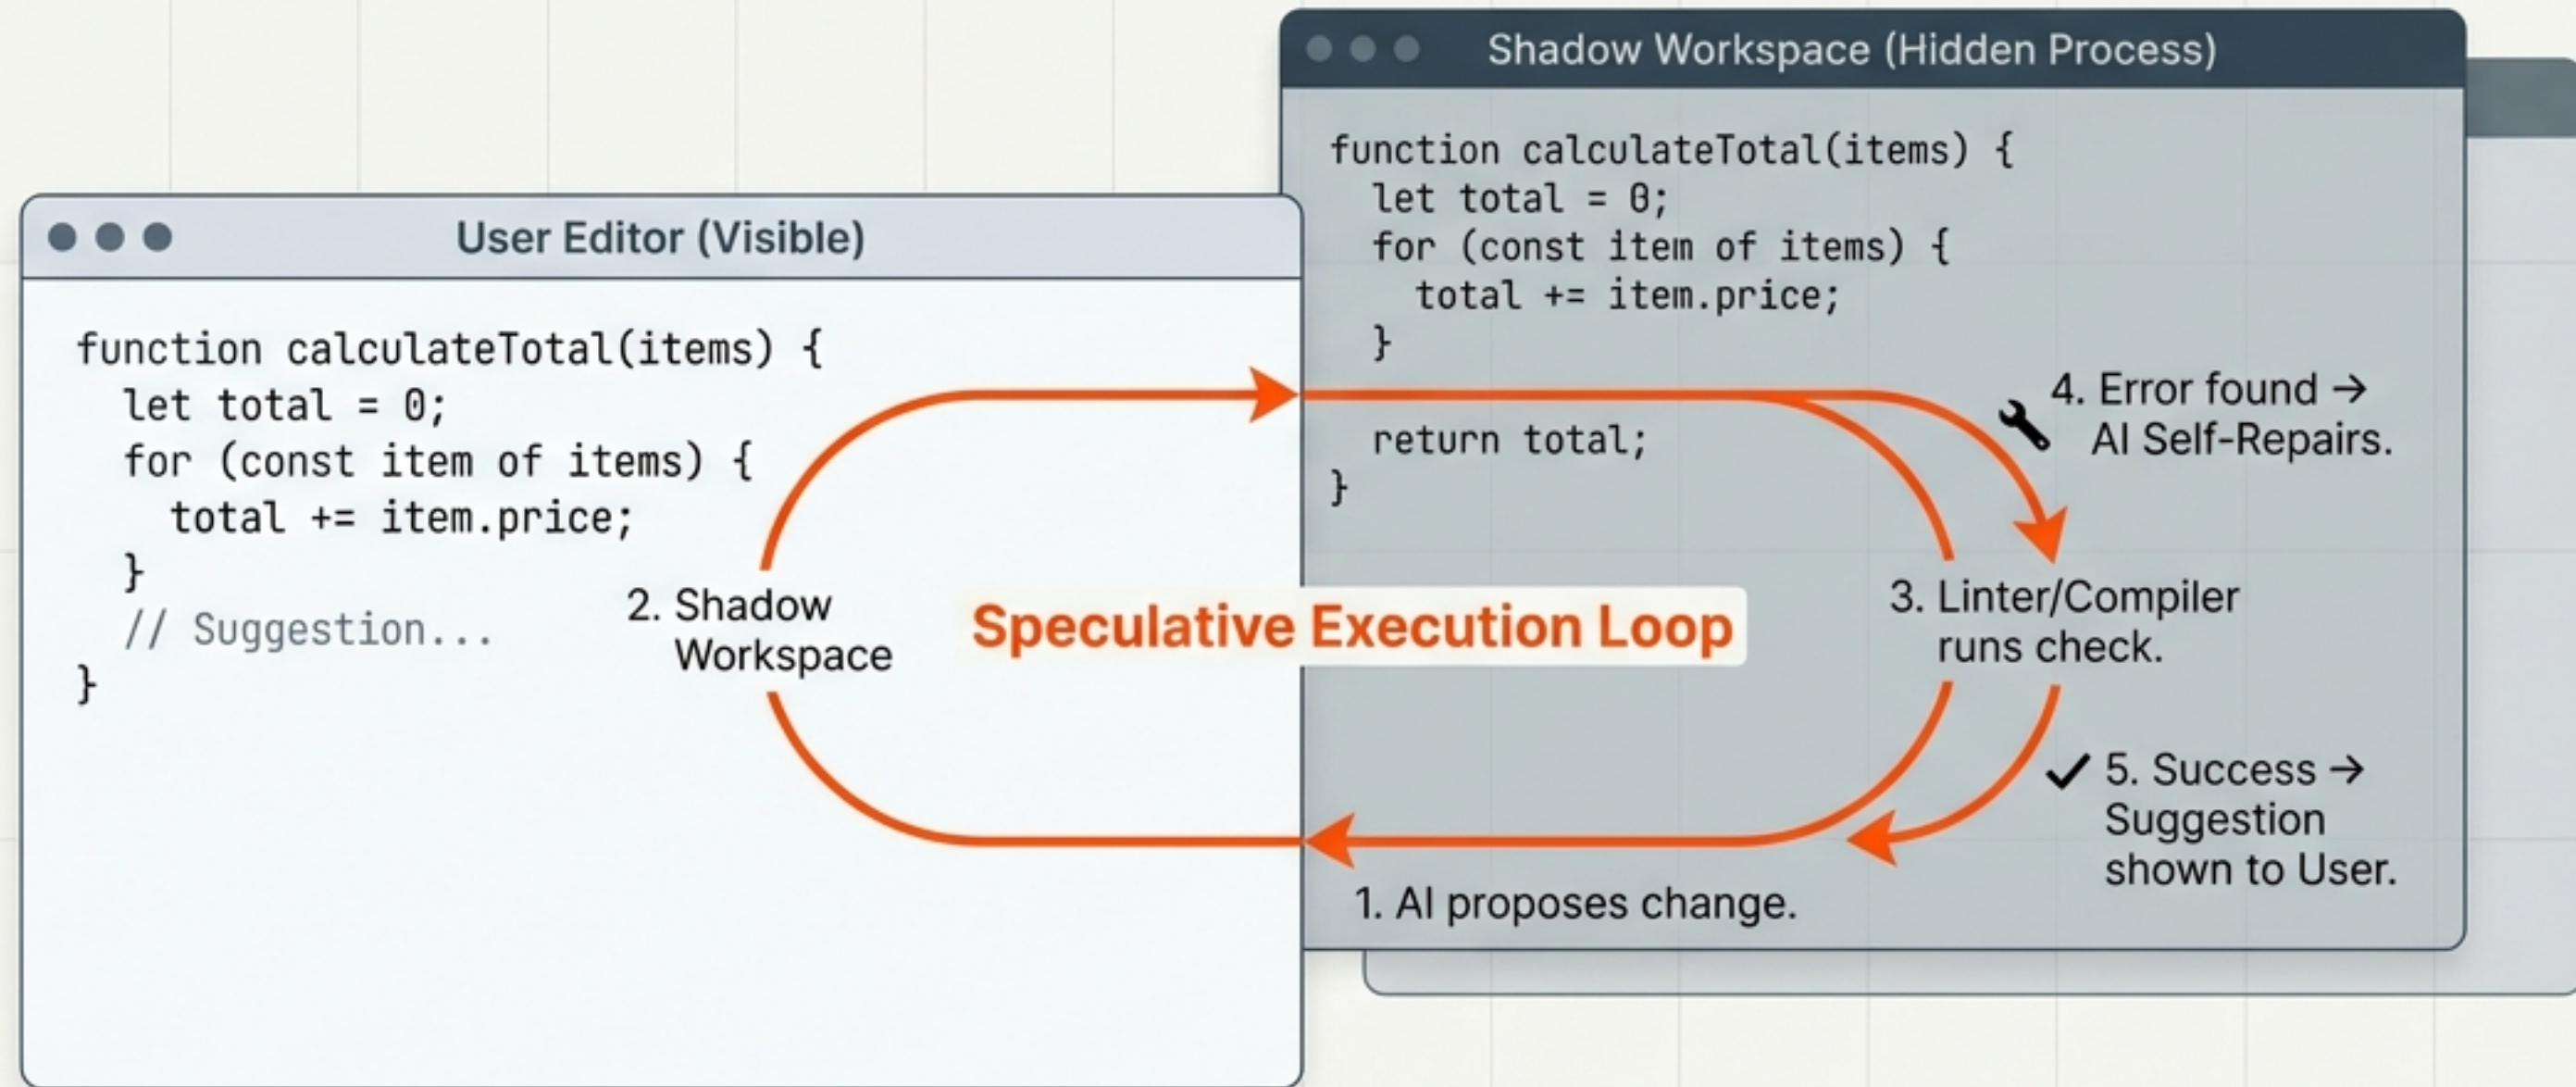 User Editor (Visible)
function calculateTotal(items) {
  let total = 0;
  for (const item of items) {
    total += item.price;
  }
  // Suggestion...
}
Shadow Workspace (Hidden Process)
function calculateTotal(items) {
  let total = 0;
  for (const item of items) {
    total += item.price;
  }
  return total;
}
Speculative Execution Loop
1. AI proposes change.
2. Shadow
Workspace
3. Linter/Compiler
runs check.
4. Error found →
AI Self-Repairs.
5. Success →
Suggestion
shown to User.